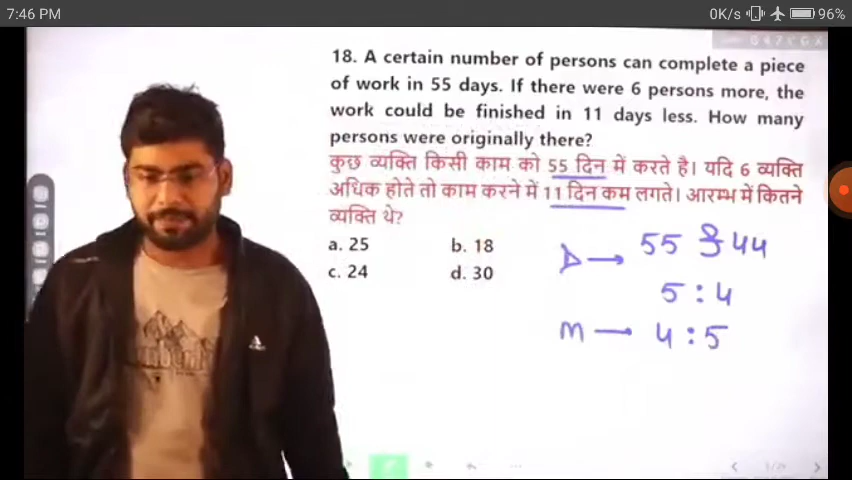 7:46 PM
0K/s 96%
18. A certain number of persons can complete a piece
of work in 55 days. If there were 6 persons more, the
work could be finished in 11 days less. How many
persons were originally there?
कुछ व्यक्ति किसी काम को 55 दिन में करते है। यदि 6 व्यक्ति
अधिक होते तो काम करने में 11 दिन कम लगते। आरम्भ में कितने
व्यक्ति थे?
a. 25 b. 18
c. 24 d. 30
D → 55 : 44
5 : 4
M — 4 : 5